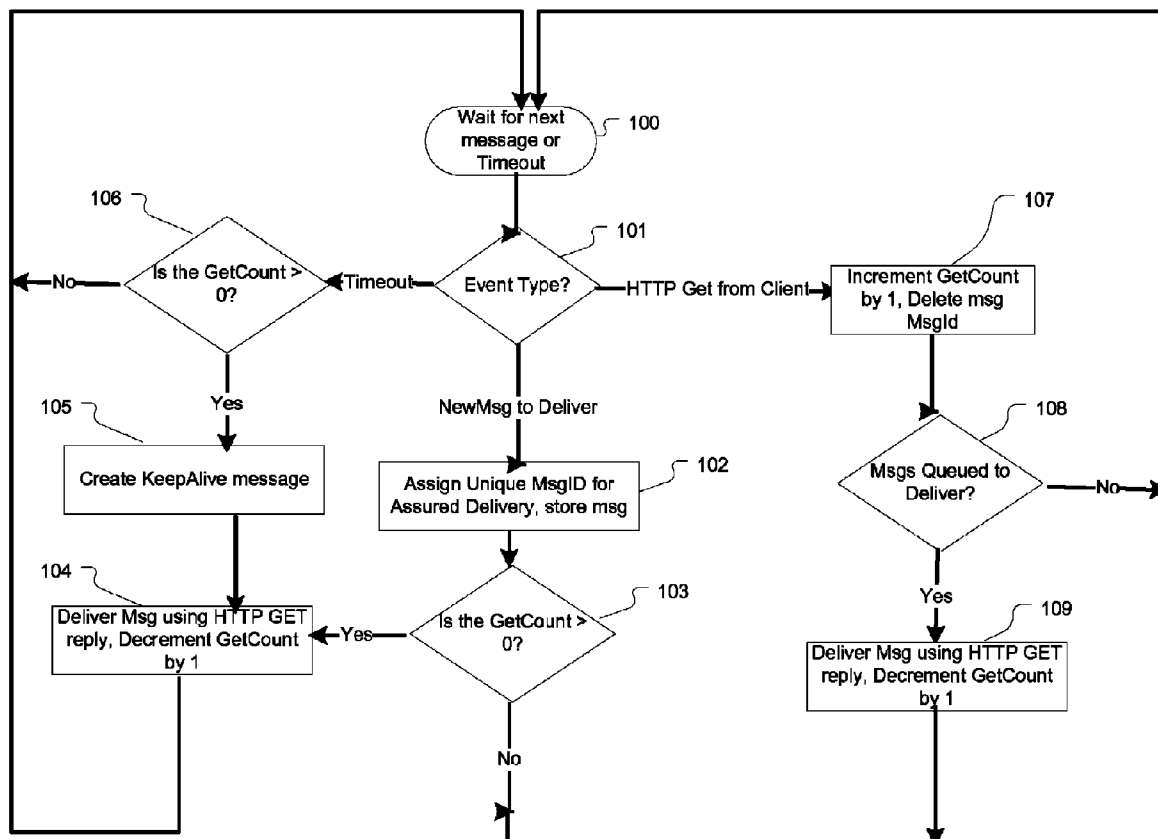 Wait for next
message or
Timeout
100
106
101
107
Is the GetCount >
0?
No
Timeout
Event Type?
HTTP Get from Client
Increment GetCount
by 1, Delete msg
MsgId
Yes
NewMsg to Deliver
105
108
Create KeepAlive message
102
Assign Unique MsgID for
Assured Delivery, store msg
Msgs Queued to
Deliver?
No
104
103
Deliver Msg using HTTP GET
reply, Decrement GetCount
by 1
Yes
Is the GetCount >
0?
Yes
109
Deliver Msg using HTTP GET
reply, Decrement GetCount
by 1
No